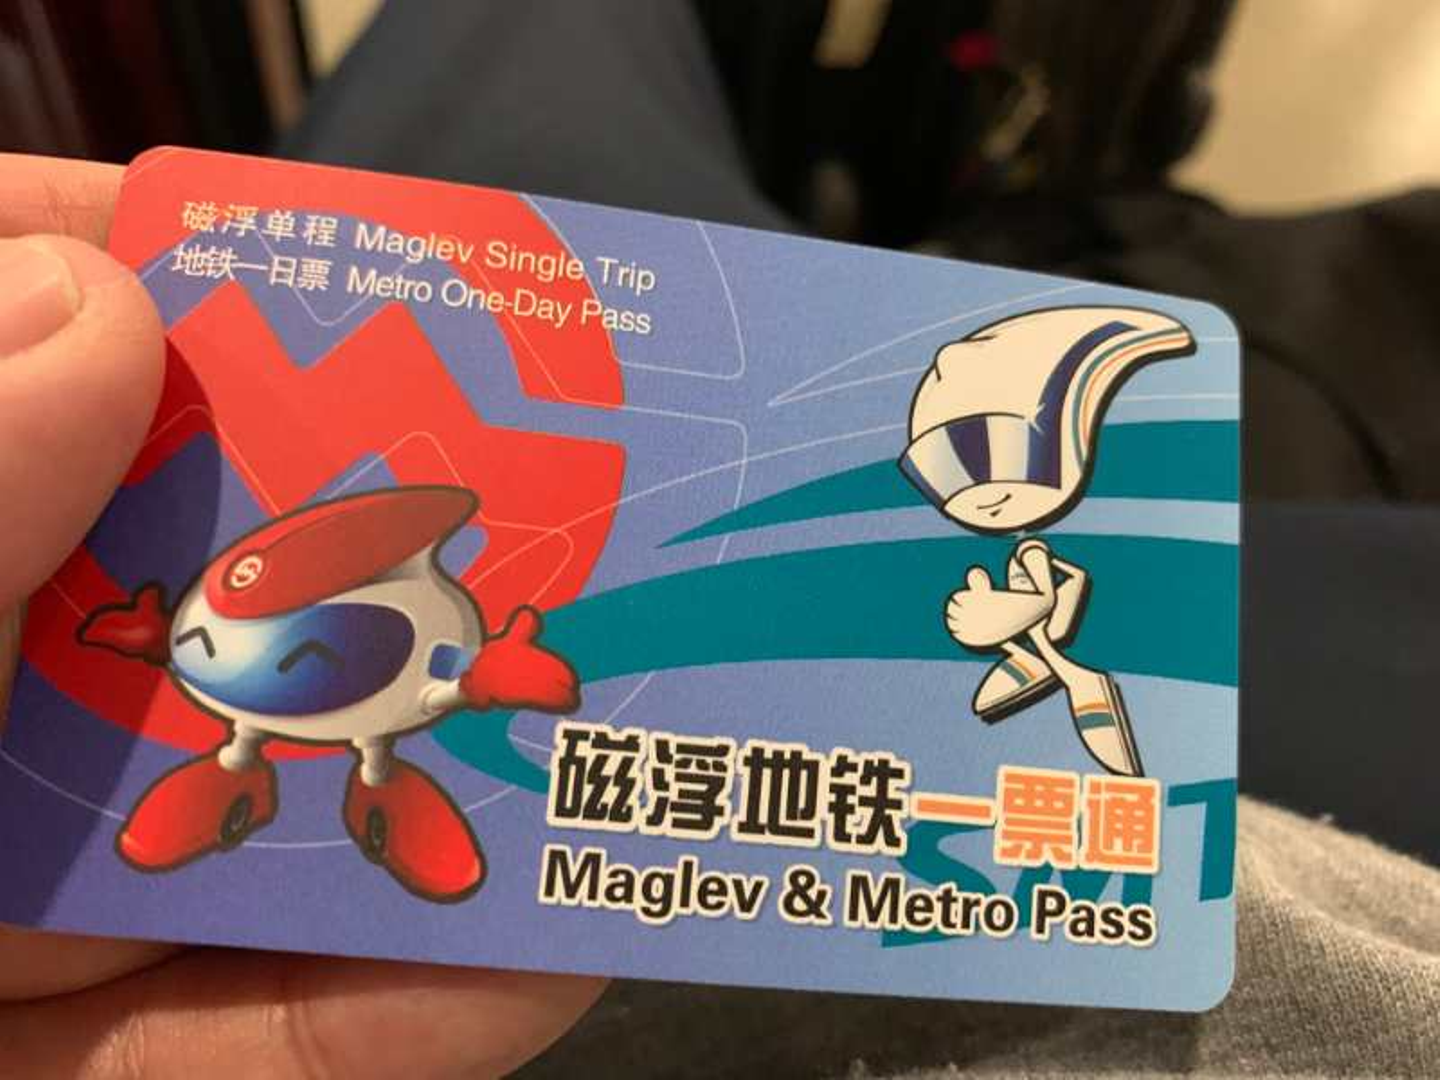 磁浮单程 Maglev Single Trip
地铁一日票 Metro One-Day Pass
磁浮地铁一票通
Maglev & Metro Pass
SMT